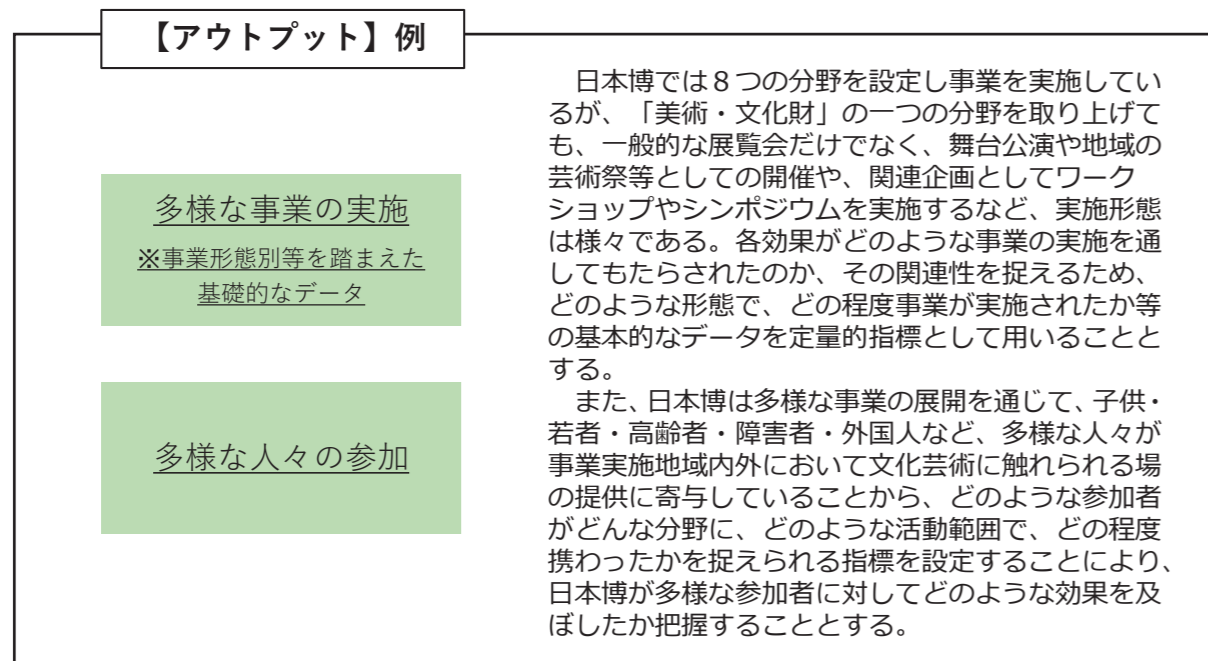 【アウトプット】例
多様な事業の実施
※事業形態別等を踏まえた
基礎的なデータ
多様な人々の参加
　日本博では８つの分野を設定し事業を実施してい
るが、「美術・文化財」の一つの分野を取り上げて
も、一般的な展覧会だけでなく、舞台公演や地域の
芸術祭等としての開催や、関連企画としてワーク
ショップやシンポジウムを実施するなど、実施形態
は様々である。各効果がどのような事業の実施を通
してもたらされたのか、その関連性を捉えるため、
どのような形態で、どの程度事業が実施されたか等
の基本的なデータを定量的指標として用いることと
する。
　また、日本博は多様な事業の展開を通じて、子供・
若者・高齢者・障害者・外国人など、多様な人々が
事業実施地域内外において文化芸術に触れられる場
の提供に寄与していることから、どのような参加者
がどんな分野に、どのような活動範囲で、どの程度
携わったかを捉えられる指標を設定することにより、
日本博が多様な参加者に対してどのような効果を及
ぼしたか把握することとする。